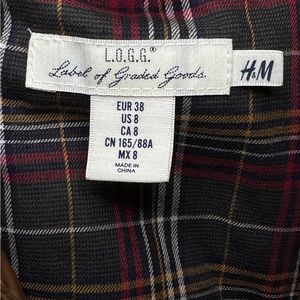 L.O.G.G.®
Label of Graded Goods
H&M
EUR 38
US 8
CA 8
CN 165/88A
MX 8
MADE IN
CHINA